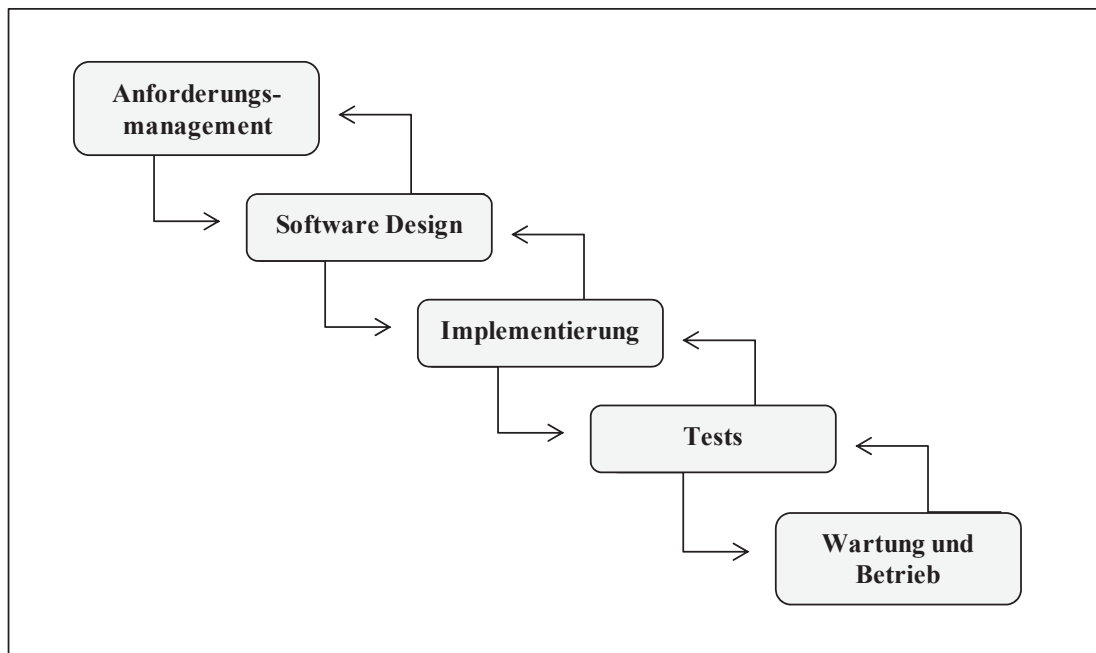 Anforderungs-
management
Software Design
Implementierung
Tests
Wartung und
Betrieb